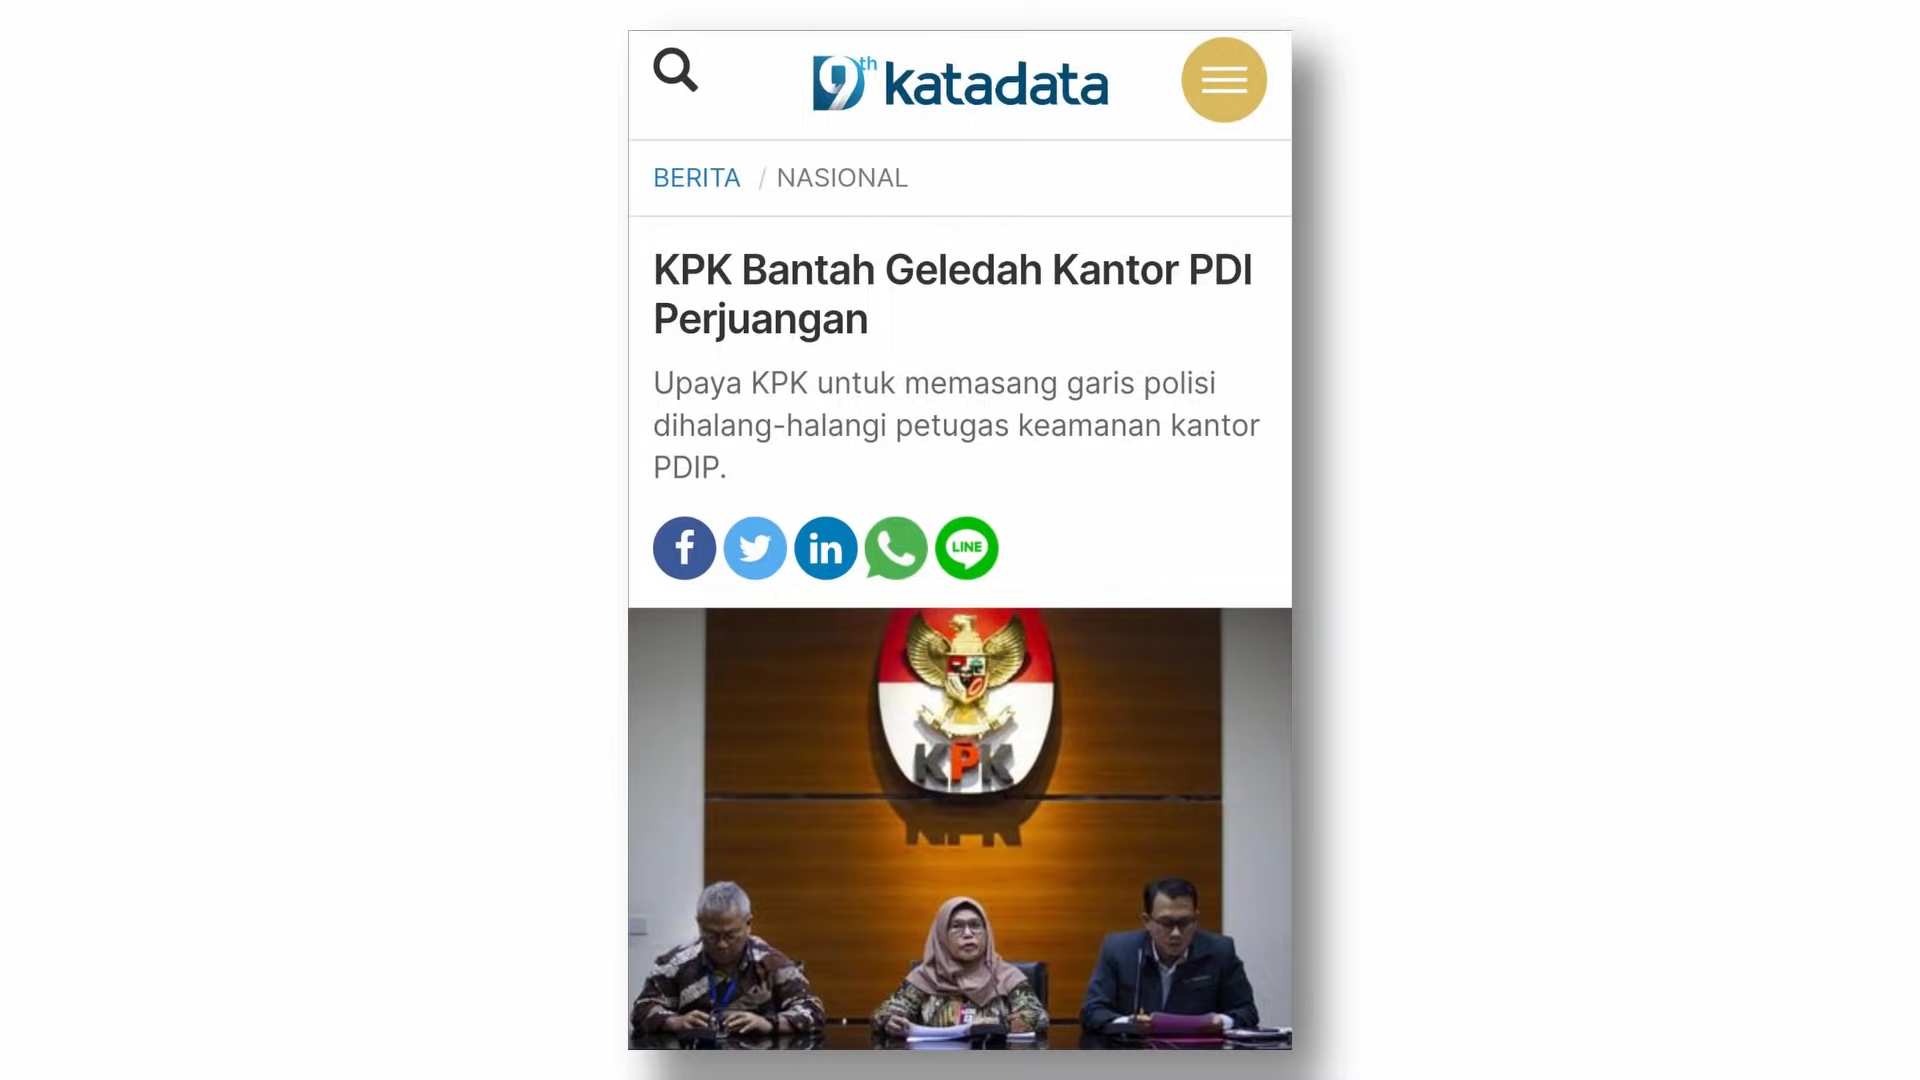 9th katadata
BERITA / NASIONAL
KPK Bantah Geledah Kantor PDI
Perjuangan
Upaya KPK untuk memasang garis polisi
dihalang-halangi petugas keamanan kantor
PDIP.
LINE
KPK